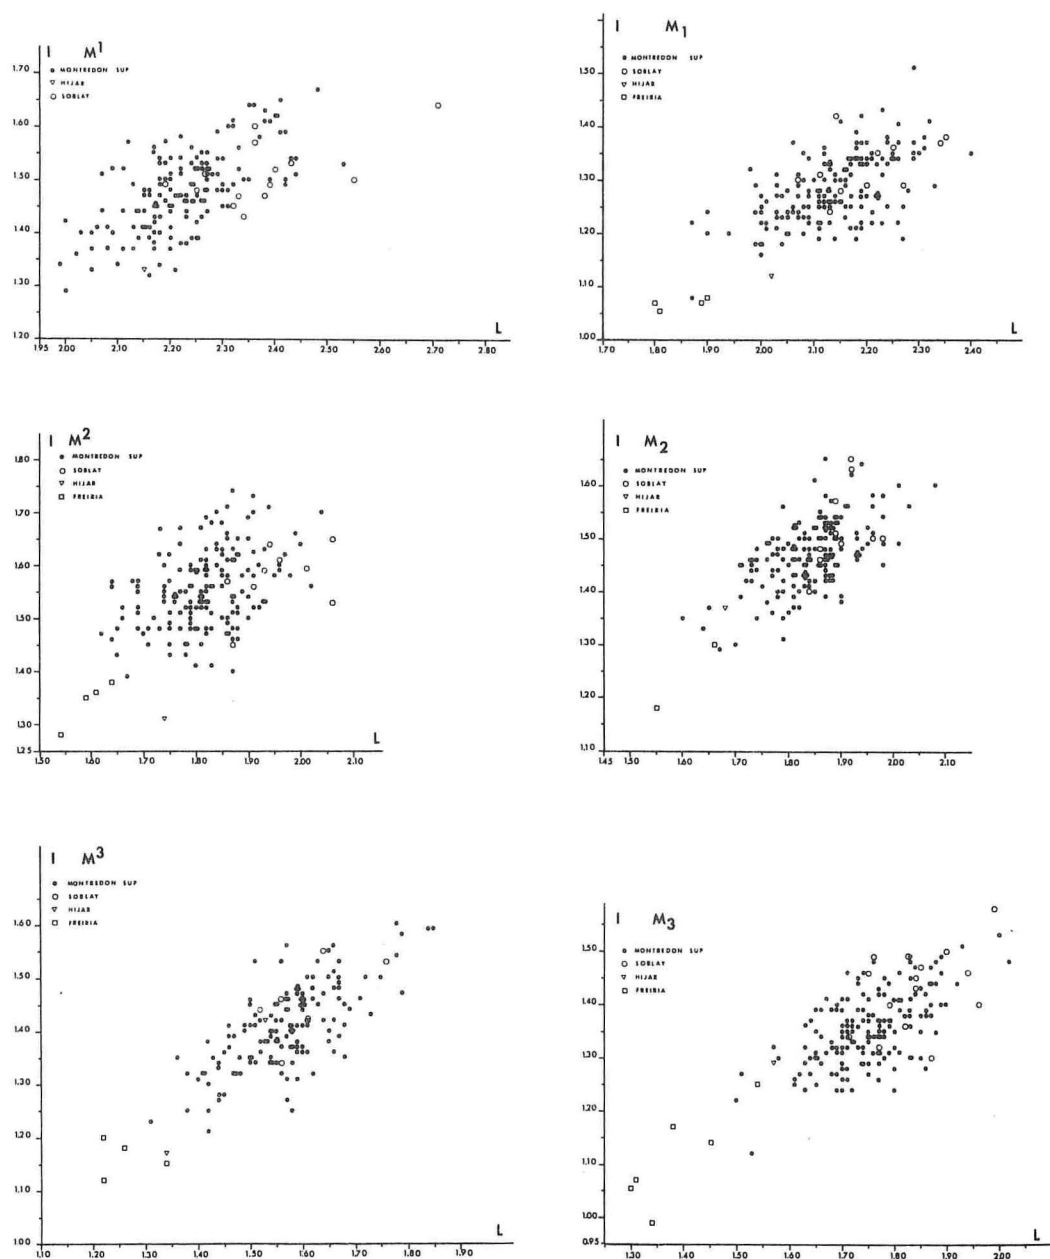 I M1
MONTREDON SUP
HIJAR
SOBLAY
1.70
1.60
1.50
1.40
1.30
1.20
1.95 2.00 2.10 2.20 2.30 2.40 2.50 2.60 2.70 2.80
L
I M1
MONTREDON SUP
SOBLAY
HIJAR
FREIRIA
1.60
1.50
1.40
1.30
1.20
1.10
1.00
1.70 1.80 1.90 2.00 2.10 2.20 2.30 2.40
I M2
MONTREDON SUP
SOBLAY
HIJAR
FREIRIA
1.80
1.70
1.60
1.50
1.40
1.30
1.25
1.50 1.60 1.70 1.80 1.90 2.00 2.10
L
I M2
MONTREDON SUP
SOBLAY
HIJAR
FREIRIA
1.60
1.50
1.40
1.30
1.20
1.10
1.45 1.60 1.70 1.80 1.90 2.00 2.10
I M3
MONTREDON SUP
SOBLAY
HIJAR
FREIRIA
1.60
1.50
1.40
1.30
1.20
1.10
1.00
1.10 1.20 1.30 1.40 1.50 1.60 1.70 1.80 1.90
L
I M3
MONTREDON SUP
SOBLAY
HIJAR
FREIRIA
1.50
1.40
1.30
1.20
1.10
1.00
0.95
1.30 1.40 1.50 1.60 1.70 1.80 1.90 2.00
L